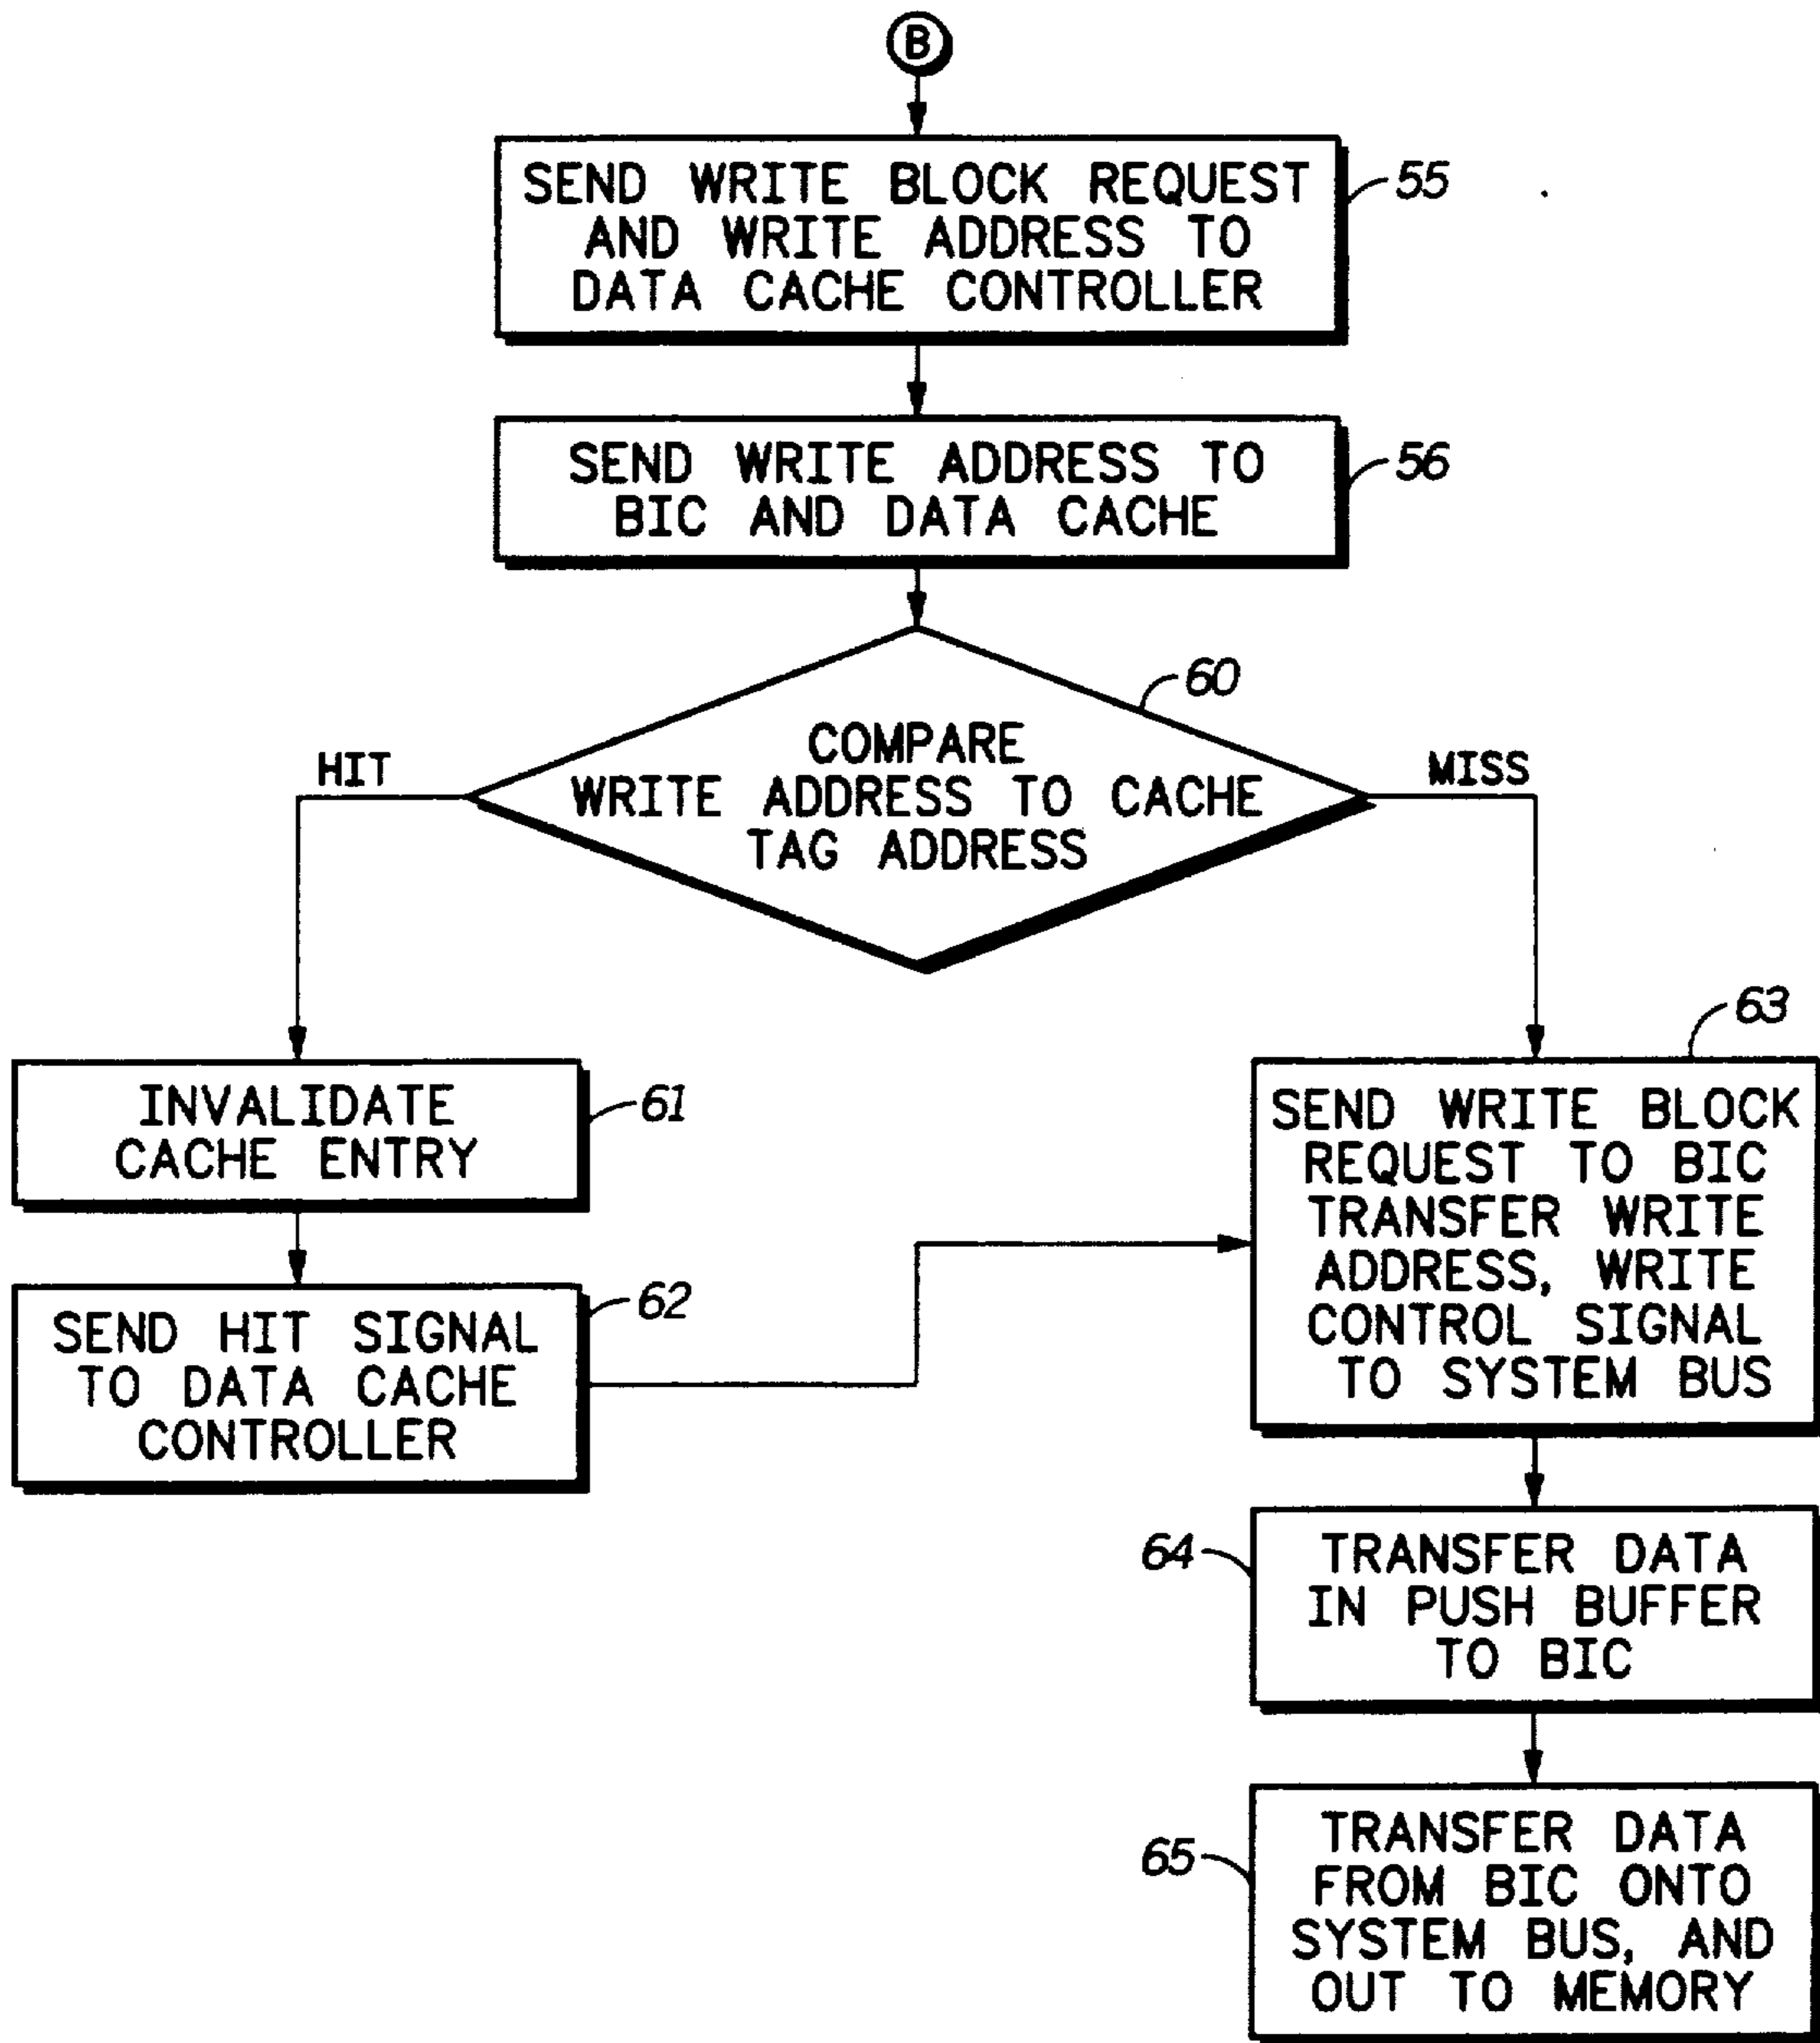 B
SEND WRITE BLOCK REQUEST
AND WRITE ADDRESS TO
DATA CACHE CONTROLLER
55
SEND WRITE ADDRESS TO
BIC AND DATA CACHE
56
60
COMPARE
WRITE ADDRESS TO CACHE
TAG ADDRESS
HIT
MISS
INVALIDATE
CACHE ENTRY
61
SEND HIT SIGNAL
TO DATA CACHE
CONTROLLER
62
63
SEND WRITE BLOCK
REQUEST TO BIC
TRANSFER WRITE
ADDRESS, WRITE
CONTROL SIGNAL
TO SYSTEM BUS
64
TRANSFER DATA
IN PUSH BUFFER
TO BIC
65
TRANSFER DATA
FROM BIC ONTO
SYSTEM BUS, AND
OUT TO MEMORY